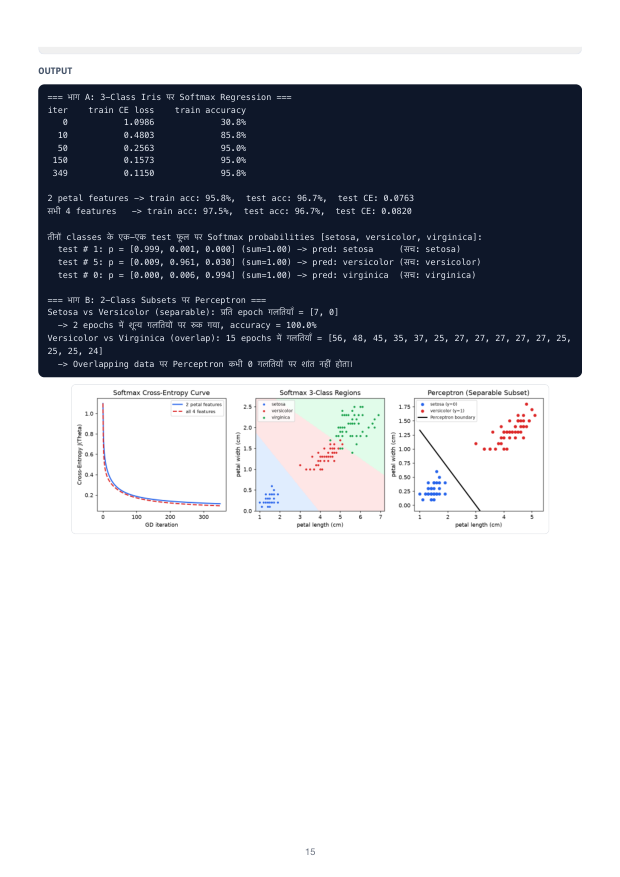 OUTPUT
=== भाग A: 3-Class Iris पर Softmax Regression ===
iter train CE loss train accuracy
0 1.0986 30.8%
10 0.4803 85.8%
50 0.2563 95.0%
150 0.1573 95.0%
349 0.1150 95.8%
2 petal features -> train acc: 95.8%, test acc: 96.7%, test CE: 0.0763
सभी 4 features -> train acc: 97.5%, test acc: 96.7%, test CE: 0.0820
तीनों classes के एक-एक test फूल पर Softmax probabilities [setosa, versicolor, virginica]:
test # 1: p = [0.999, 0.001, 0.000] (sum=1.00) -> pred: setosa (सच: setosa)
test # 5: p = [0.009, 0.961, 0.030] (sum=1.00) -> pred: versicolor (सच: versicolor)
test # 0: p = [0.000, 0.006, 0.994] (sum=1.00) -> pred: virginica (सच: virginica)
=== भाग B: 2-Class Subsets पर Perceptron ===
Setosa vs Versicolor (separable): प्रति epoch गलतियाँ = [7, 0]
-> 2 epochs में शून्य गलतियों पर रुक गया, accuracy = 100.0%
Versicolor vs Virginica (overlap): 15 epochs में गलतियाँ = [56, 48, 45, 35, 37, 25, 27, 27, 27, 27, 27, 25,
25, 25, 24]
-> Overlapping data पर Perceptron कभी 0 गलतियों पर शांत नहीं होता।
Softmax Cross-Entropy Curve
2 petal features
all 4 features
Cross-Entropy J(Theta)
1.0
0.8
0.6
0.4
0.2
0 100 200 300
GD iteration
Softmax 3-Class Regions
setosa
versicolor
virginica
petal width (cm)
2.5
2.0
1.5
1.0
0.5
0.0
1 2 3 4 5 6 7
petal length (cm)
Perceptron (Separable Subset)
setosa (y=0)
versicolor (y=1)
Perceptron boundary
petal width (cm)
1.75
1.50
1.25
1.00
0.75
0.50
0.25
0.00
1 2 3 4 5
petal length (cm)
15